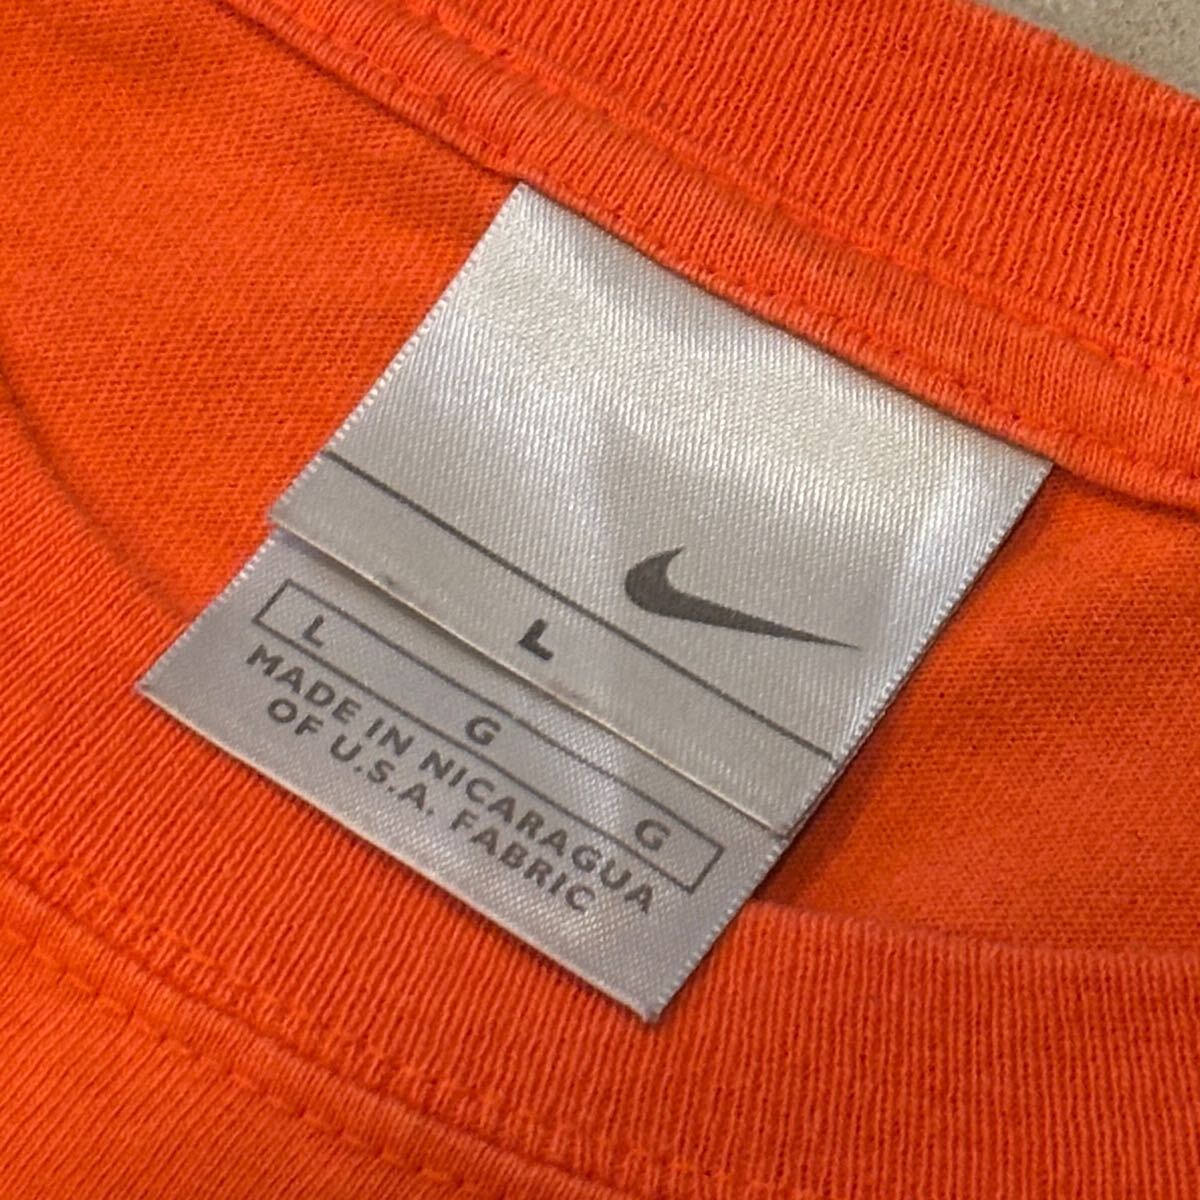 L
L G G
MADE IN NICARAGUA
OF U.S.A. FABRIC